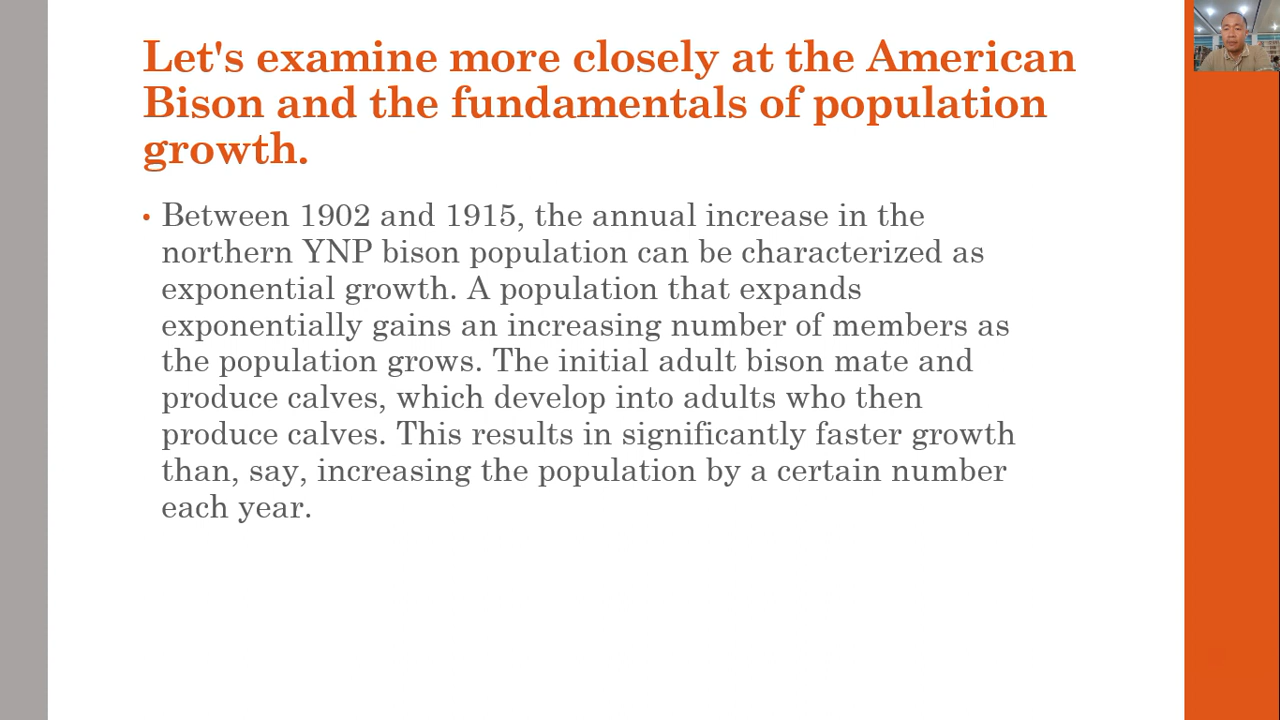 Let's examine more closely at the American
Bison and the fundamentals of population
growth.
• Between 1902 and 1915, the annual increase in the
northern YNP bison population can be characterized as
exponential growth. A population that expands
exponentially gains an increasing number of members as
the population grows. The initial adult bison mate and
produce calves, which develop into adults who then
produce calves. This results in significantly faster growth
than, say, increasing the population by a certain number
each year.